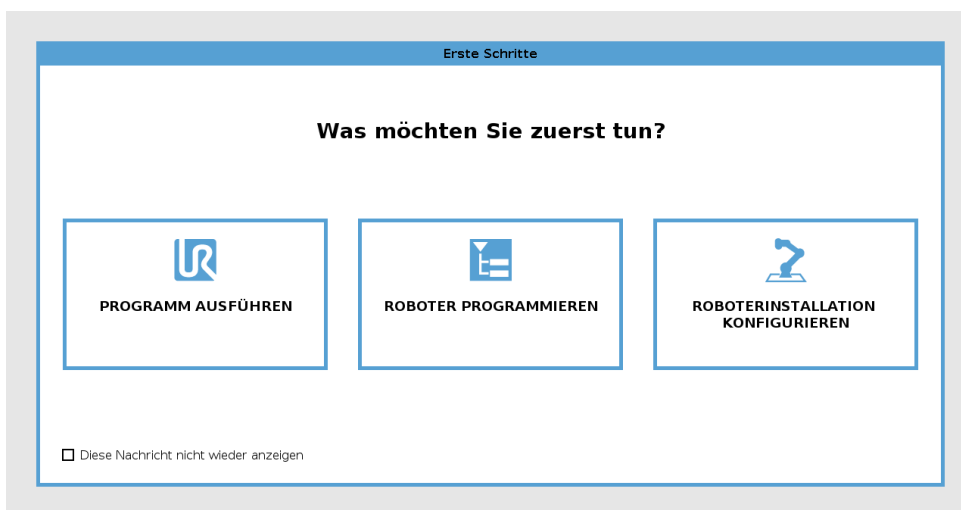 Erste Schritte
Was möchten Sie zuerst tun?
PROGRAMM AUSFÜHREN
ROBOTER PROGRAMMIEREN
ROBOTERINSTALLATION
KONFIGURIEREN
Diese Nachricht nicht wieder anzeigen